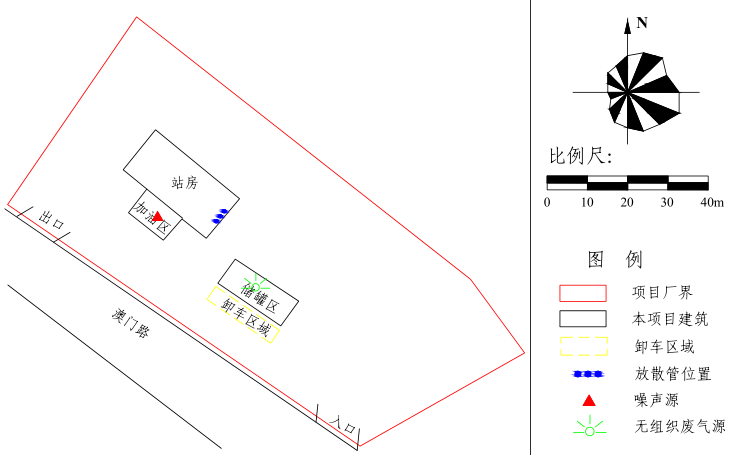 N
比例尺:
0 10 20 30 40m
站房
加油区
出口
储罐区
卸车区域
澳门路
入口
图 例
项目厂界
本项目建筑
卸车区域
放散管位置
噪声源
无组织废气源